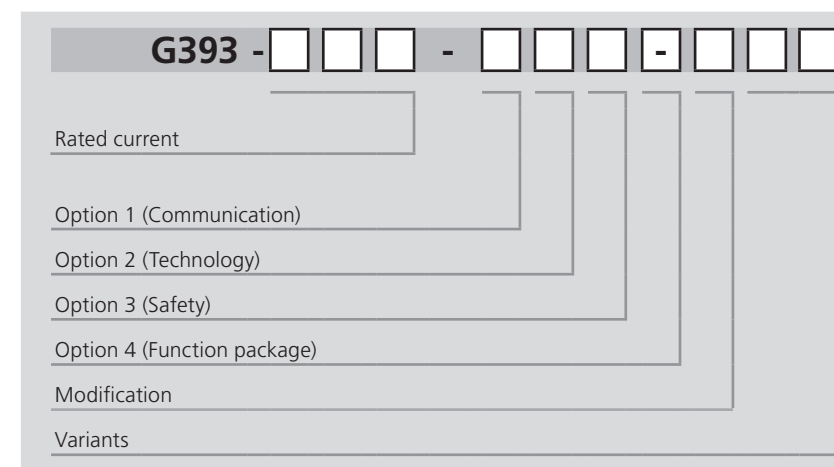 G393 - - -
Rated current
Option 1 (Communication)
Option 2 (Technology)
Option 3 (Safety)
Option 4 (Function package)
Modification
Variants